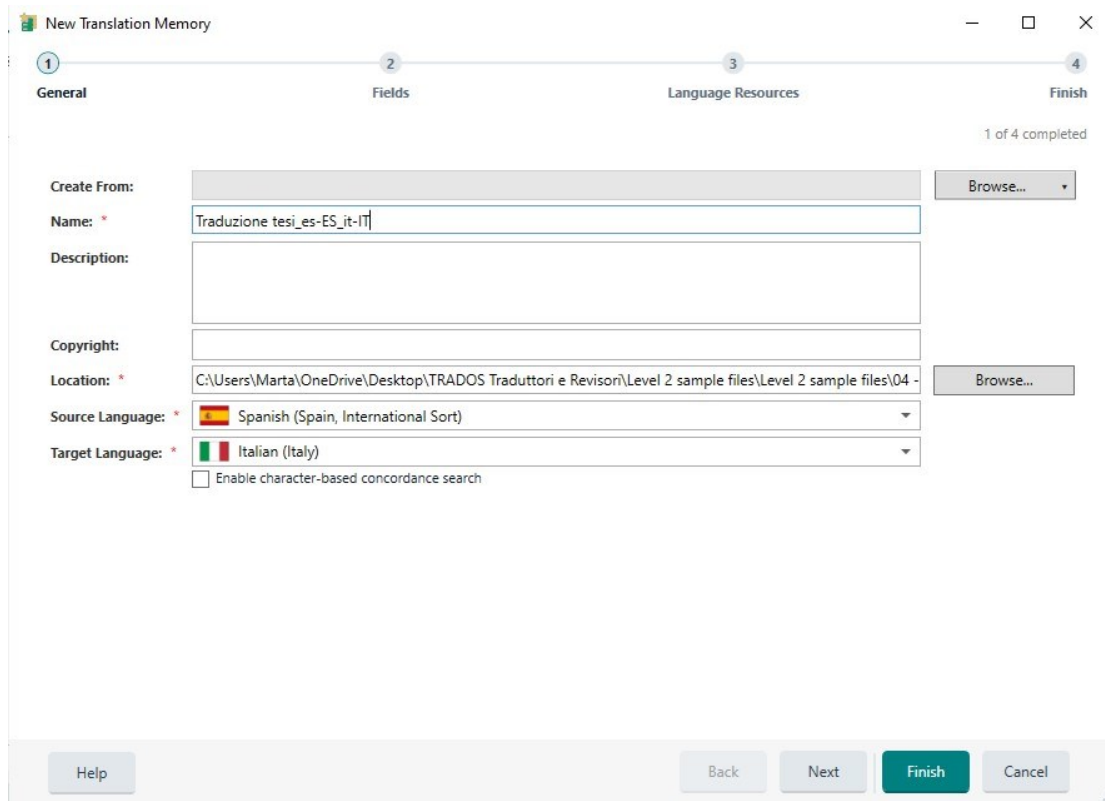 New Translation Memory
1 2 3 4
General Fields Language Resources Finish
1 of 4 completed
Create From: Browse...
Name: * Traduzione tesi_es-ES_it-IT
Description:
Copyright:
Location: * C:\Users\Marta\OneDrive\Desktop\TRADOS Traduttori e Revisori\Level 2 sample files\Level 2 sample files\04 - Browse...
Source Language: * Spanish (Spain, International Sort)
Target Language: * Italian (Italy)
Enable character-based concordance search
Help Back Next Finish Cancel